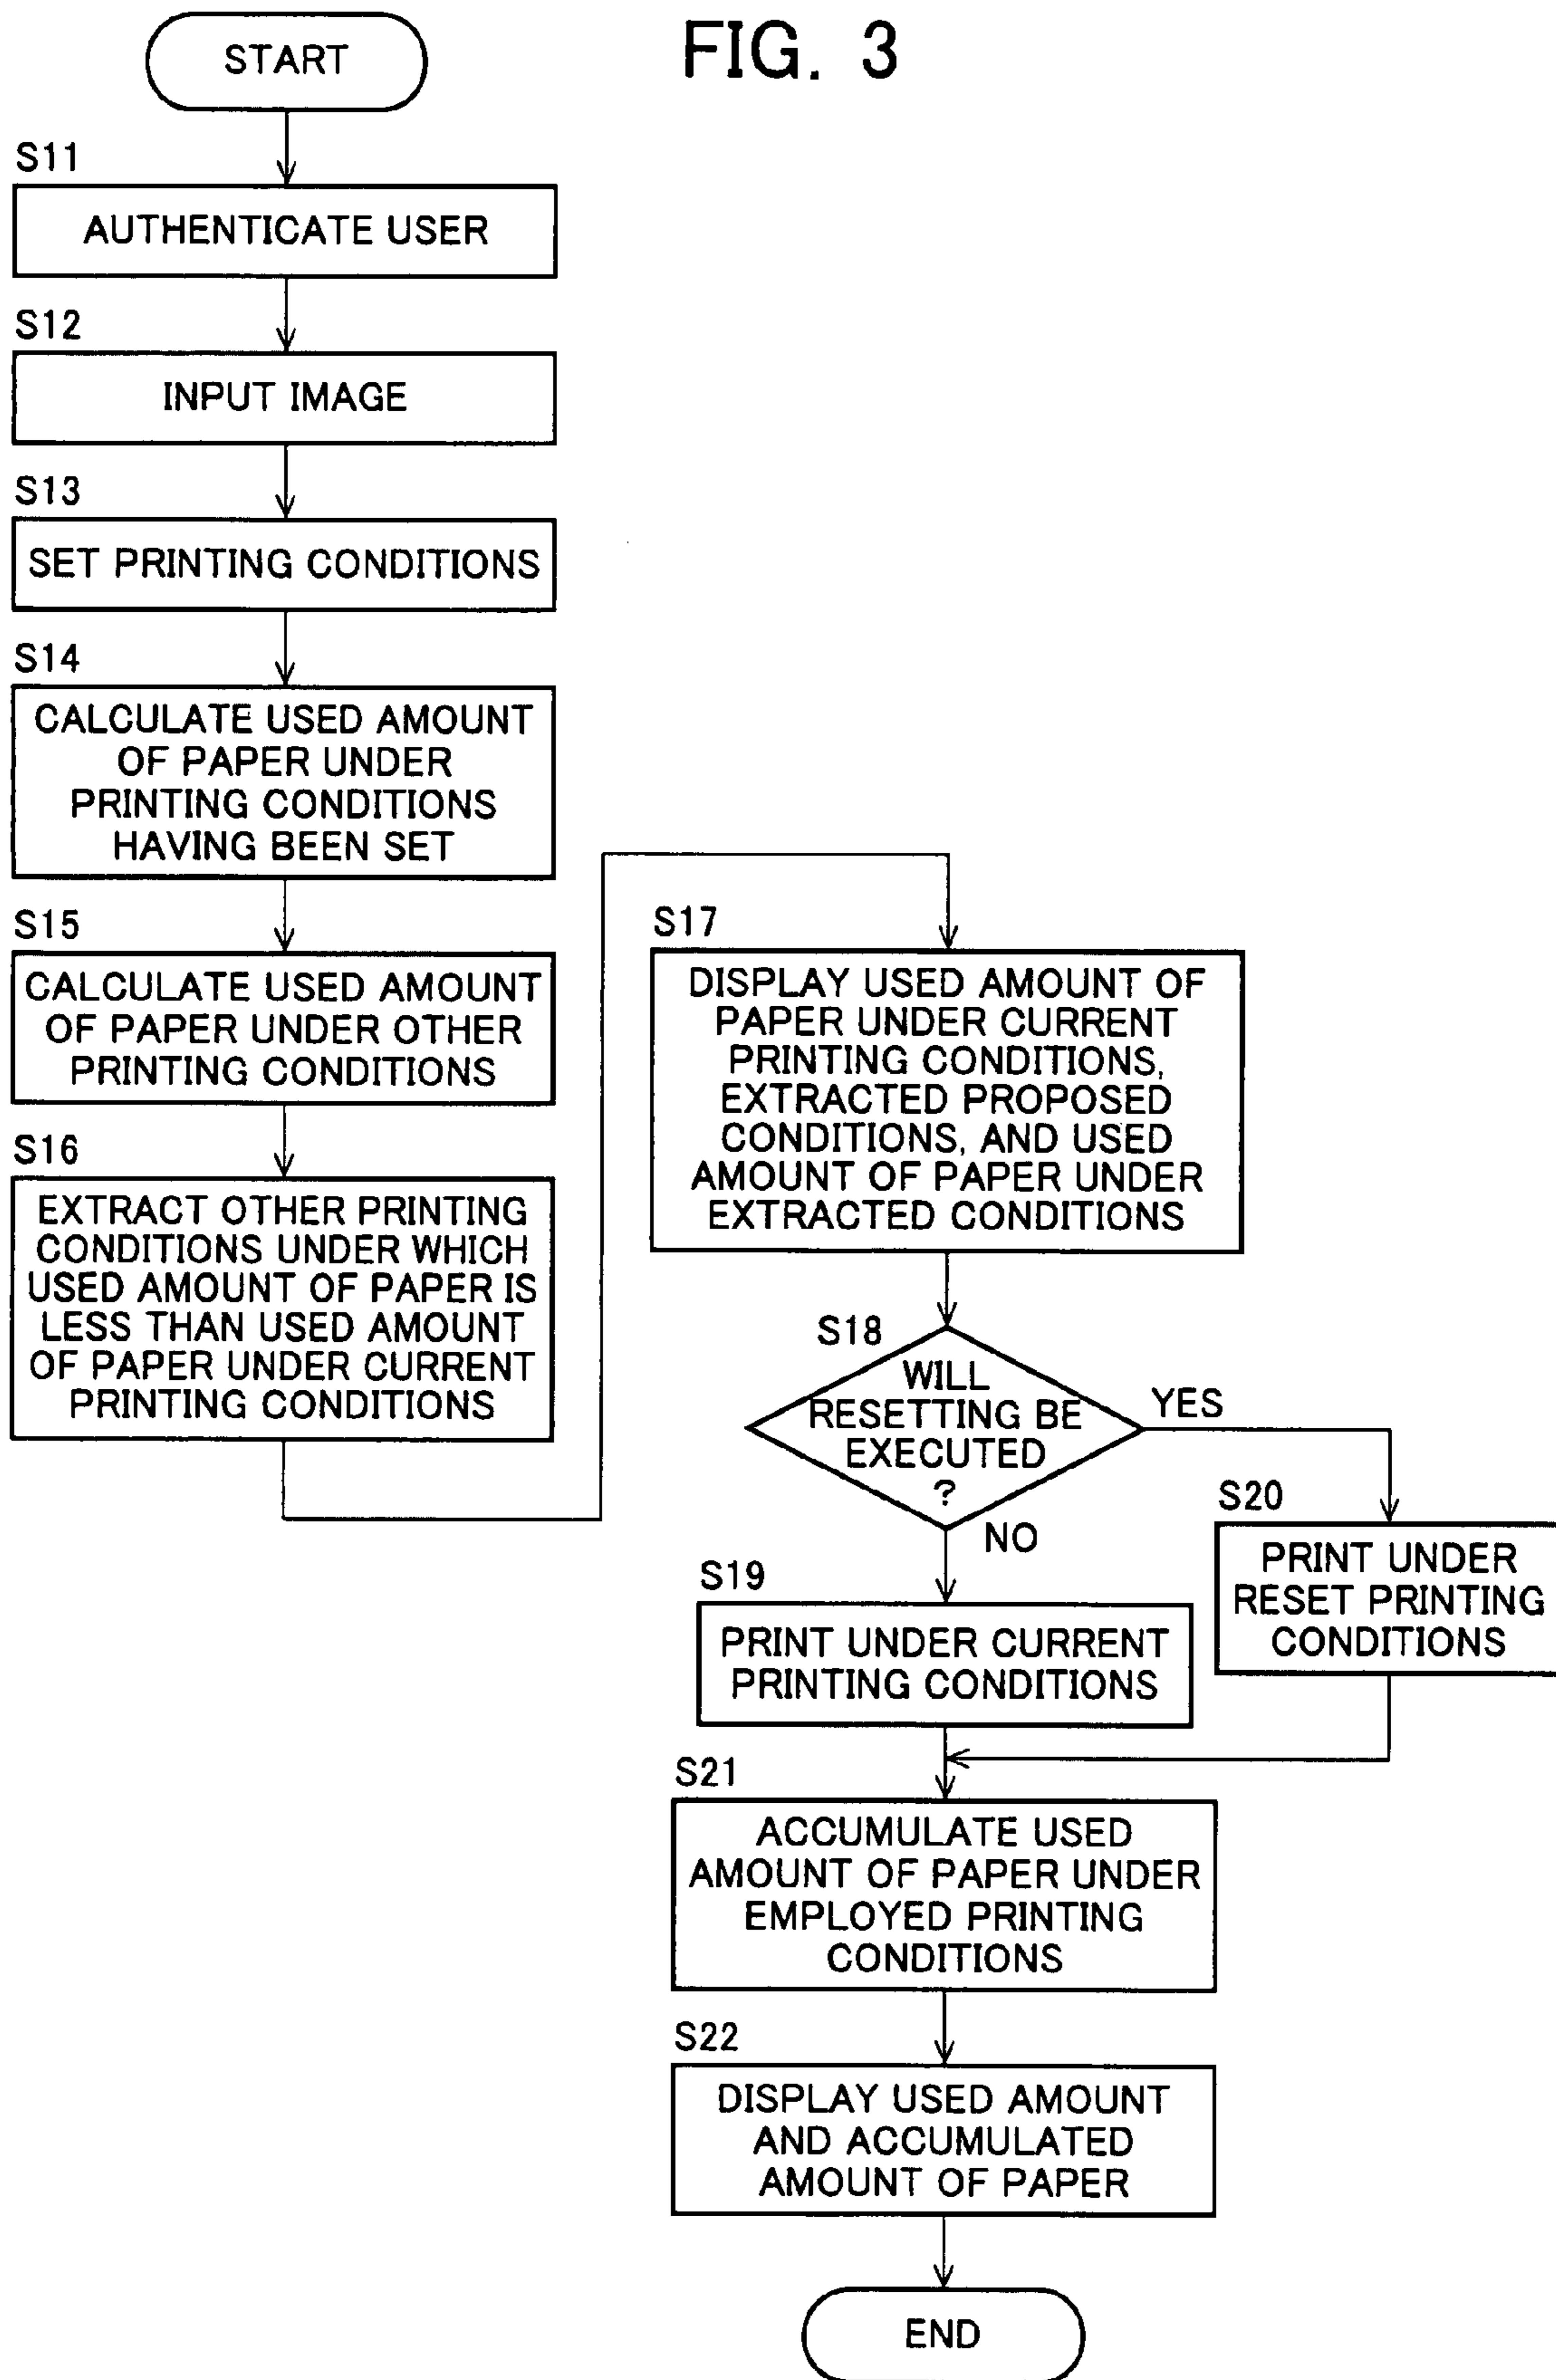 FIG. 3
START
S11
AUTHENTICATE USER
S12
INPUT IMAGE
S13
SET PRINTING CONDITIONS
S14
CALCULATE USED AMOUNT
OF PAPER UNDER
PRINTING CONDITIONS
HAVING BEEN SET
S15
CALCULATE USED AMOUNT
OF PAPER UNDER OTHER
PRINTING CONDITIONS
S16
EXTRACT OTHER PRINTING
CONDITIONS UNDER WHICH
USED AMOUNT OF PAPER IS
LESS THAN USED AMOUNT
OF PAPER UNDER CURRENT
PRINTING CONDITIONS
S17
DISPLAY USED AMOUNT OF
PAPER UNDER CURRENT
PRINTING CONDITIONS,
EXTRACTED PROPOSED
CONDITIONS, AND USED
AMOUNT OF PAPER UNDER
EXTRACTED CONDITIONS
S18
WILL
RESETTING BE
EXECUTED
?
YES
NO
S19
PRINT UNDER CURRENT
PRINTING CONDITIONS
S20
PRINT UNDER
RESET PRINTING
CONDITIONS
S21
ACCUMULATE USED
AMOUNT OF PAPER UNDER
EMPLOYED PRINTING
CONDITIONS
S22
DISPLAY USED AMOUNT
AND ACCUMULATED
AMOUNT OF PAPER
END